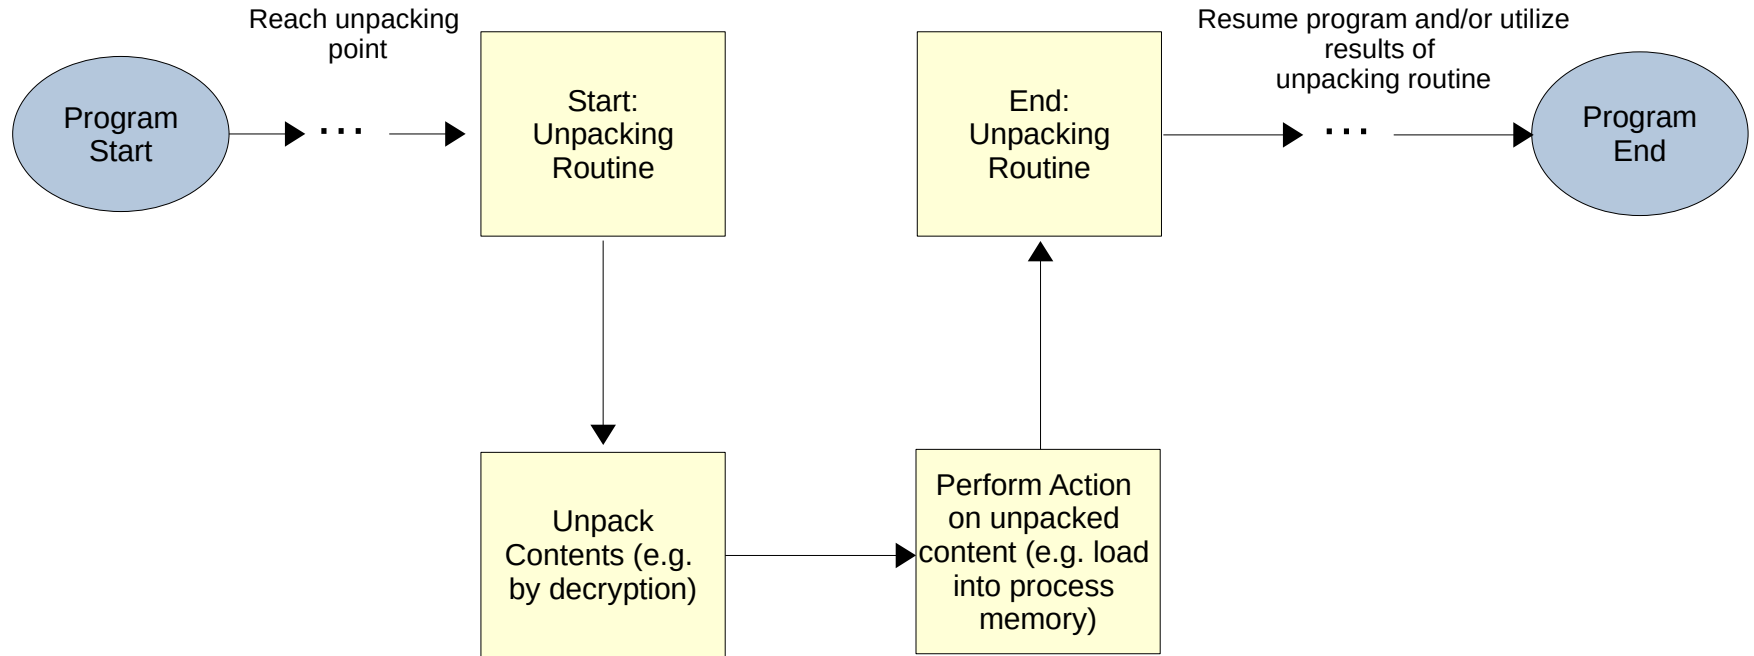 Reach unpacking
point
Program
Start
...
Start:
Unpacking
Routine
Unpack
Contents (e.g.
by decryption)
Perform Action
on unpacked
content (e.g. load
into process
memory)
End:
Unpacking
Routine
Resume program and/or utilize
results of
unpacking routine
...
Program
End